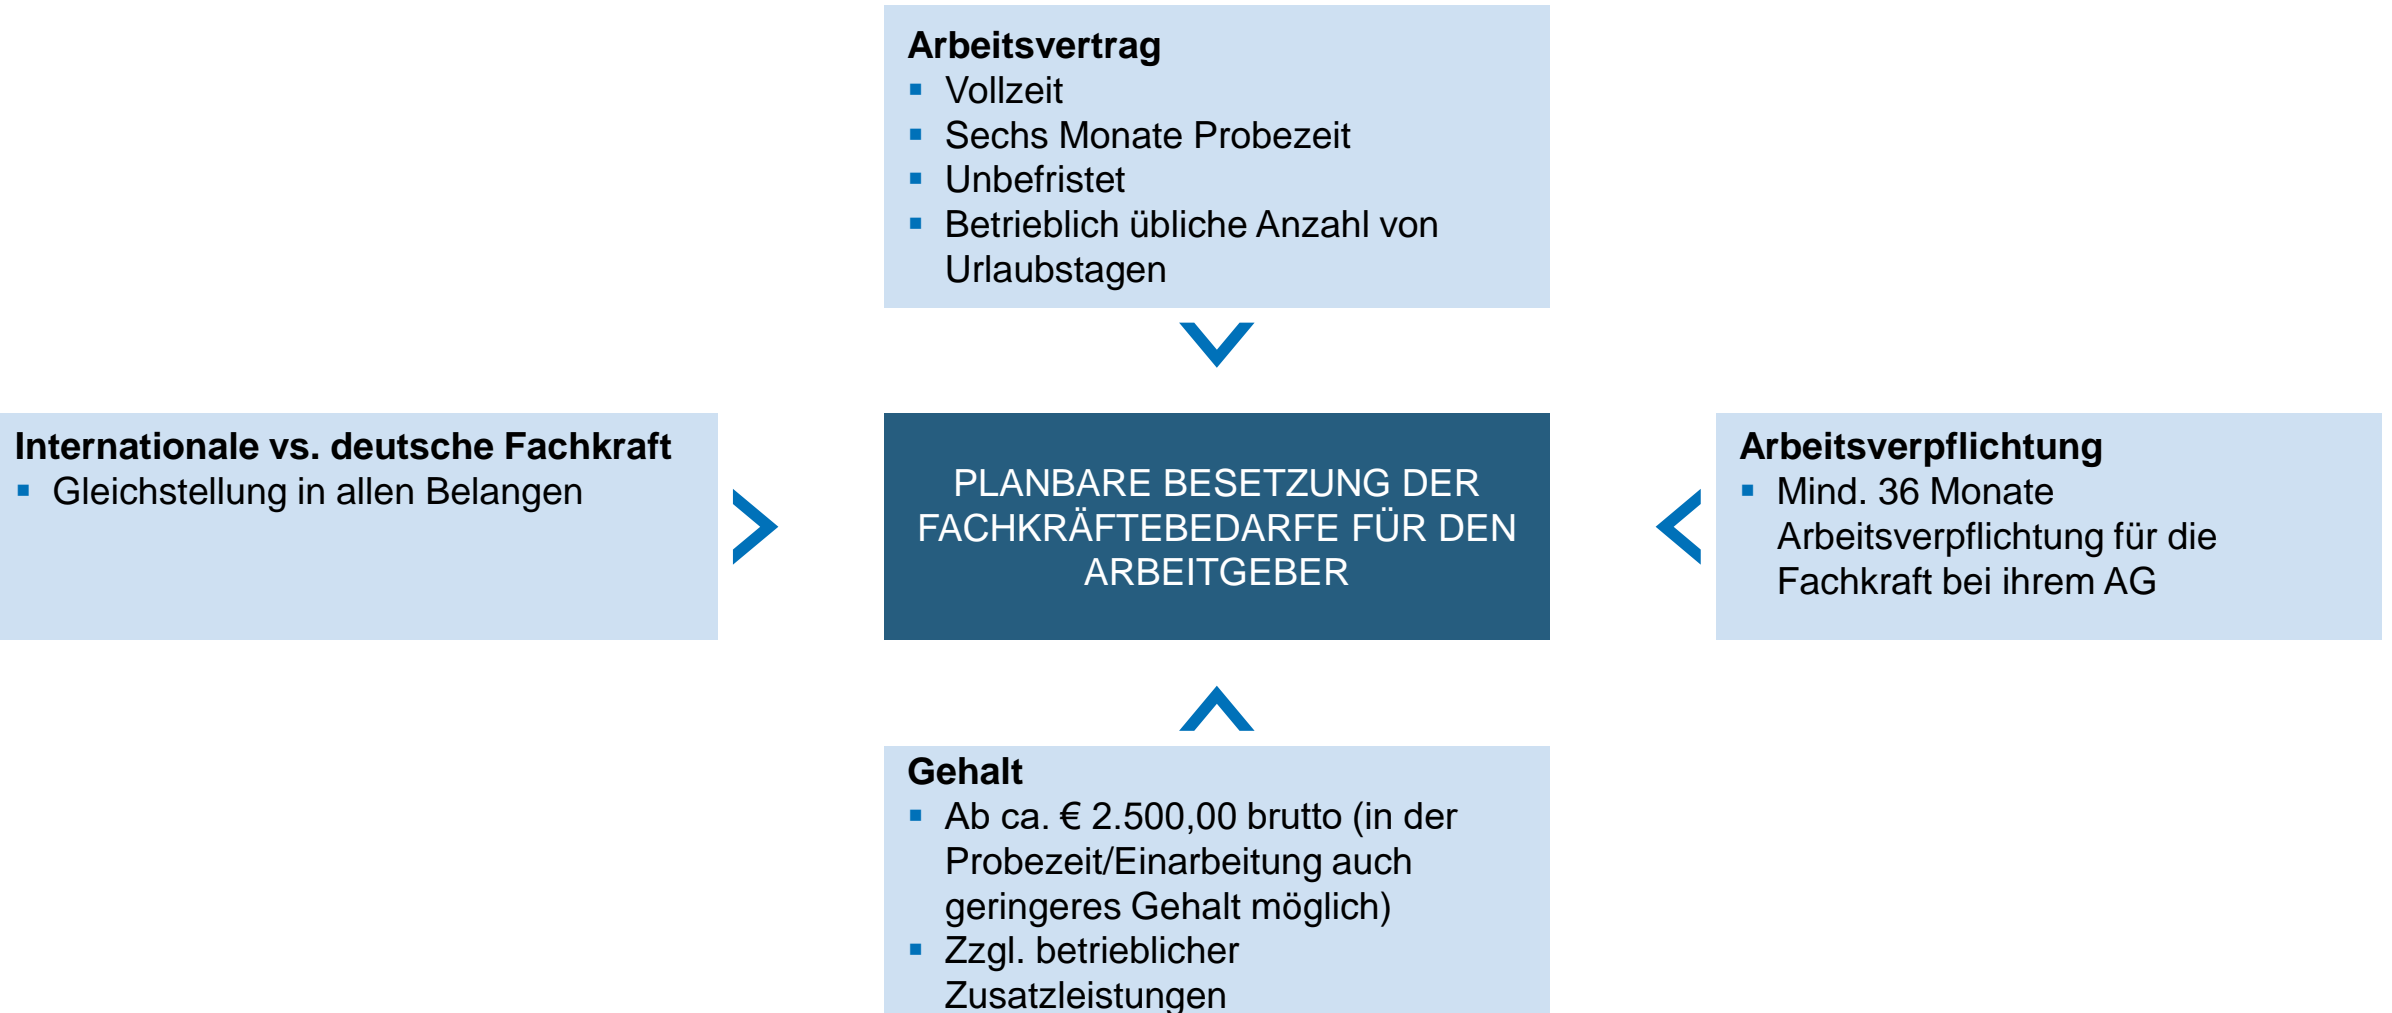 Arbeitsvertrag
▪ Vollzeit
▪ Sechs Monate Probezeit
▪ Unbefristet
▪ Betrieblich übliche Anzahl von
Urlaubstagen
Internationale vs. deutsche Fachkraft
▪ Gleichstellung in allen Belangen
PLANBARE BESETZUNG DER
FACHKRÄFTEBEDARFE FÜR DEN
ARBEITGEBER
Arbeitsverpflichtung
▪ Mind. 36 Monate
Arbeitsverpflichtung für die
Fachkraft bei ihrem AG
Gehalt
▪ Ab ca. € 2.500,00 brutto (in der
Probezeit/Einarbeitung auch
geringeres Gehalt möglich)
▪ Zzgl. betrieblicher
Zusatzleistungen